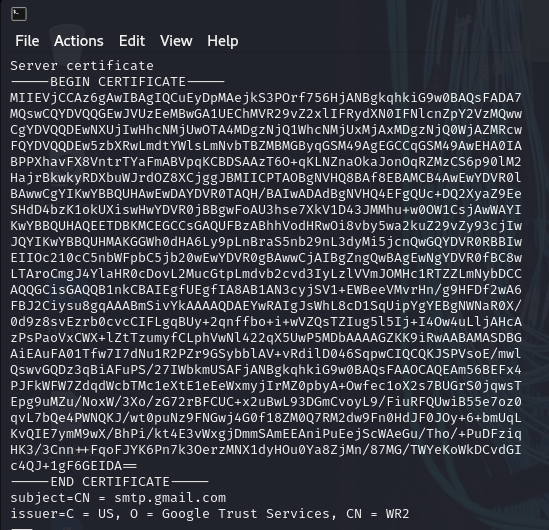 File Actions Edit View Help
Server certificate
-----BEGIN CERTIFICATE-----
MIIEVjCCAz6gAwIBAgIQCuEyDpMAejkS3POrf756HjANBgkqhkiG9w0BAQsFADA7
MQswCQYDVQQGEwJVUzEeMBwGA1UEChMVR29vZ2xlIFRydXN0IFNlcnZpY2VzMQww
CgYDVQQDEwNXUjIwHhcNMjUwOTA4MDgzNjQ1WhcNMjUxMjAxMDgzNjQ0WjAZMRcw
FQYDVQQDEw5zbXRwLmdtYWlsLmNvbTBZMBMGByqGSM49AgEGCCqGSM49AwEHA0IA
BPPXhavFX8VntrTYaFmABVpqKCBDSAAzT6O+qKLNZnaOkaJonOqRZMzCS6p90lM2
HajrBkwkyRDXbuWJrdOZ8XCjggJBMIICPTAOBgNVHQ8BAf8EBAMCB4AwEwYDVR0l
BAwwCgYIKwYBBQUHAwEwDAYDVR0TAQH/BAIwADAdBgNVHQ4EFgQUc+DQ2XyaZ9Ee
SHdD4bzK1okUXiswHwYDVR0jBBgwFoAU3hse7XkV1D43JMMhu+w0OW1CsjAwWAYI
KwYBBQUHAQEETDBKMCEGCCsGAQUFBzABhhVodHRwOi8vby5wa2kuZ29vZy93cjIw
JQYIKwYBBQUHMAKGGWh0dHA6Ly9pLnBraS5nb29nL3dyMi5jcnQwGQYDVR0RBBIw
EIIOc210cC5nbWFpbC5jb20wEwYDVR0gBAwwCjAIBgZngQwBAgEwNgYDVR0fBC8w
LTAroCmgJ4YlaHR0cDovL2MucGtpLmdvb2cvd3IyLzlVVmJOMHc1RTZZLmNybDCC
AQQGCisGAQQB1nkCBAIEgfUEgfIA8AB1AN3cyjSV1+EWBeeVMvrHn/g9HFDf2wA6
FBJ2Ciysu8gqAAABmSivYkAAAAQDAEYwRAIgJsWhL8cD1SqUipYgYEBgNWNaR0X/
0d9z8svEzrb0cvcCIFLgqBUy+2qnffbo+i+wVZQsTZIug5l5Ij+I4Ow4uLljAHcA
zPsPaoVxCWX+lZtTzumyfCLphVwNl422qX5UwP5MDbAAAAGZKK9iRwAABAMASDBG
AiEAuFA01Tfw7I7dNu1R2PZr9GSybblAV+vRdilD046SqpwCIQCQKJSPVsoE/mwl
QswvGQDz3qBiAFuPS/27IWbkmUSAFjANBgkqhkiG9w0BAQsFAAOCAQEAm56BEFx4
PJFkWFW7ZdqdWcbTMc1eXtE1eEeWxmyjIrMZ0pbyA+Owfec1oX2s7BUGrS0jqwsT
Epg9uMZu/NoxW/3Xo/zG72rBFCUC+x2uBwL93DGmCvoyL9/FiuRFQUwiB55e7oz0
qvL7bQe4PWNQKJ/wt0puNz9FNGwj4G0f18ZM0Q7RM2dw9Fn0HdJF0JOy+6+bmUqL
KvQIE7ymM9wX/BhPi/kt4E3vWxgjDmmSAmEEAniPuEejScWAeGu/Tho/+PuDFziq
HK3/3Cnn++FqoFJYK6Pn7k3OerzMNX1dyHOu0Ya8ZjMn/87MG/TWYeKoWkDCvdGI
c4QJ+1gF6GEIDA==
-----END CERTIFICATE-----
subject=CN = smtp.gmail.com
issuer=C = US, O = Google Trust Services, CN = WR2